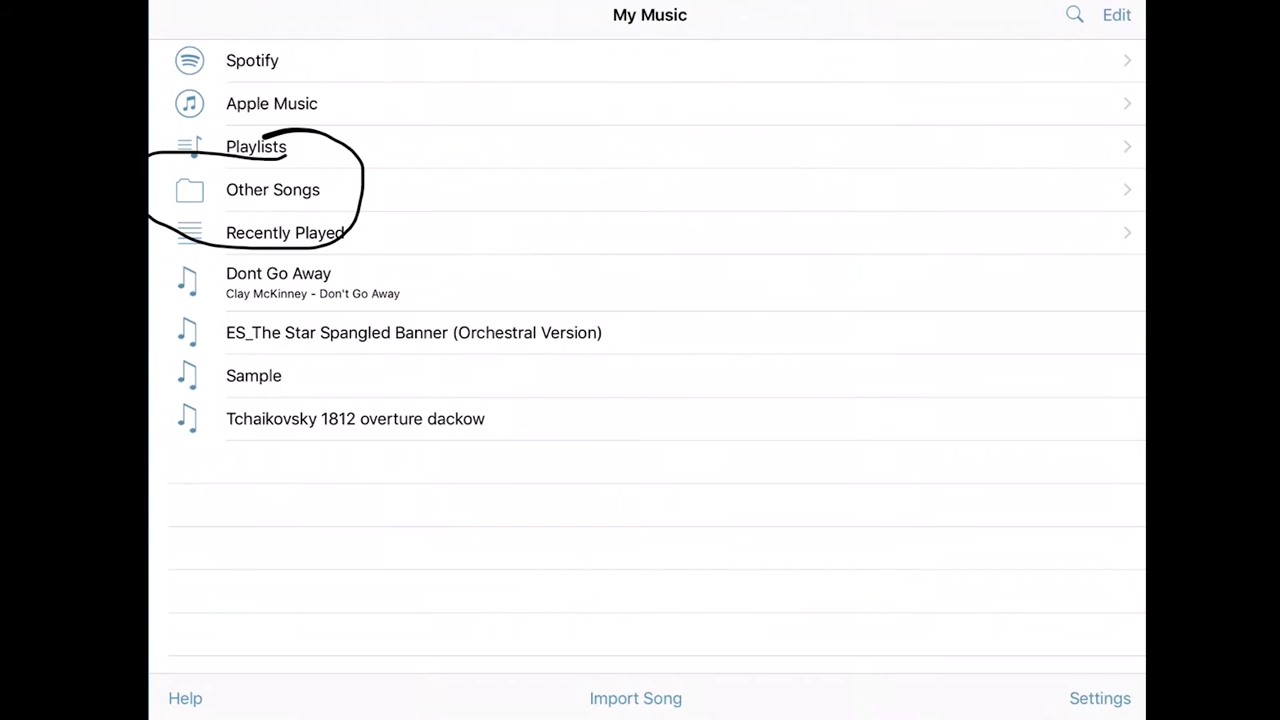 My Music
Edit
Spotify
Apple Music
Playlists
Other Songs
Recently Played
Dont Go Away
Clay McKinney - Don't Go Away
ES_The Star Spangled Banner (Orchestral Version)
Sample
Tchaikovsky 1812 overture dackow
Help
Import Song
Settings